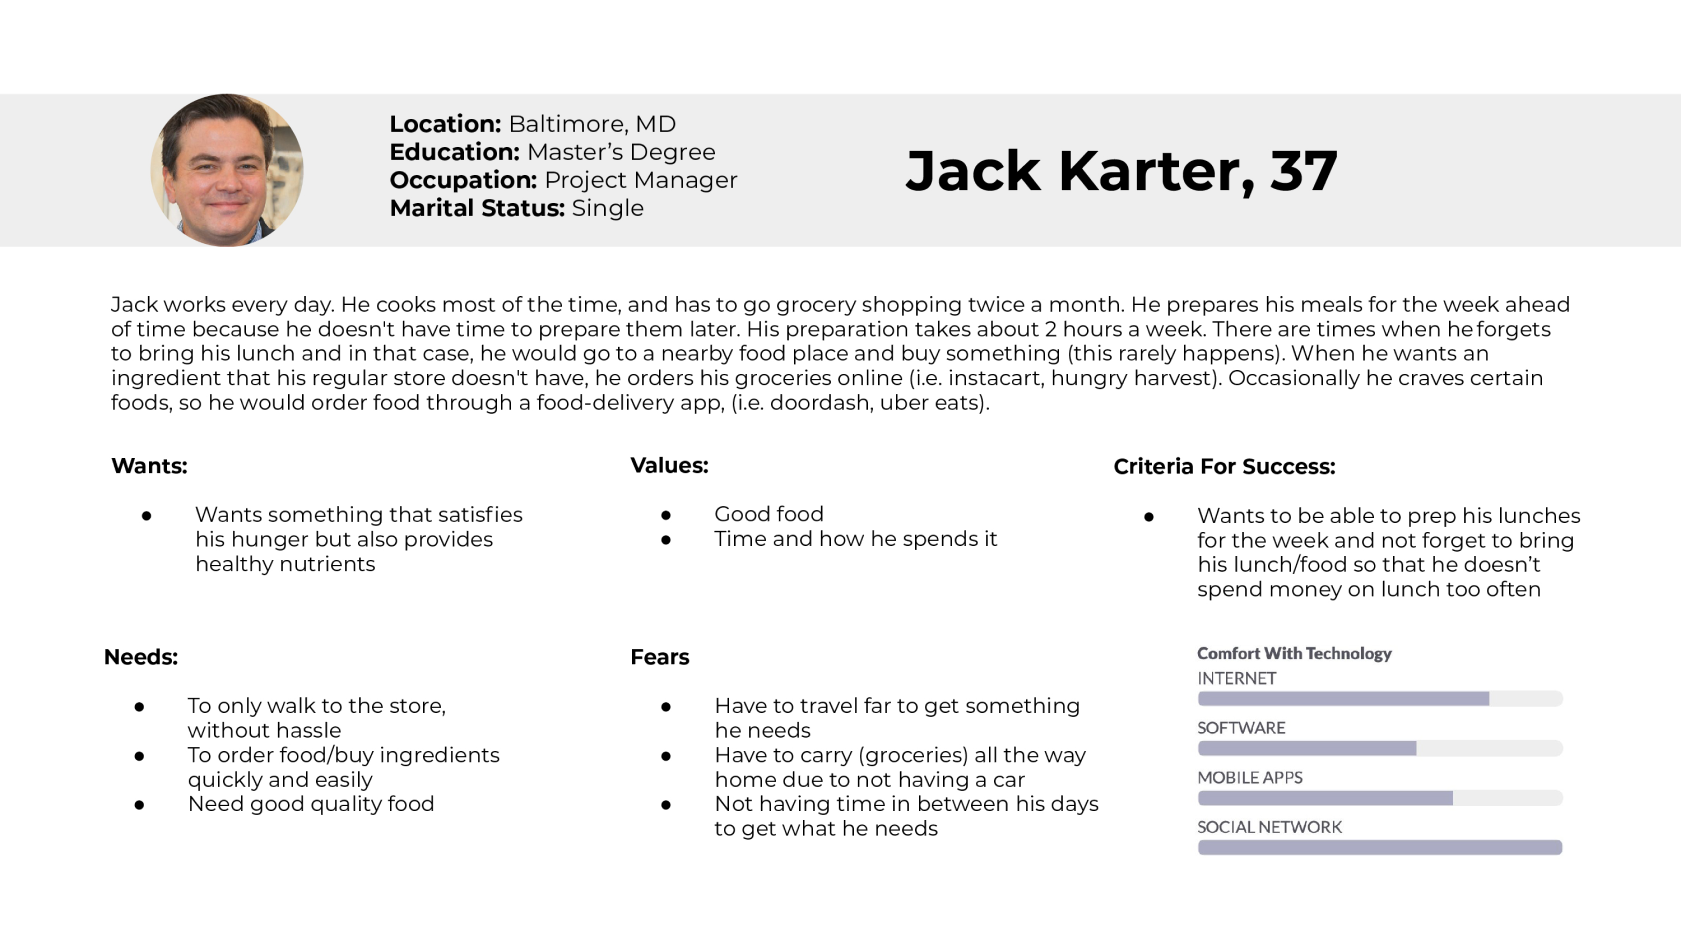 Location: Baltimore, MD
Education: Master’s Degree
Occupation: Project Manager
Marital Status: Single
Jack Karter, 37
Jack works every day. He cooks most of the time, and has to go grocery shopping twice a month. He prepares his meals for the week ahead
of time because he doesn't have time to prepare them later. His preparation takes about 2 hours a week. There are times when he forgets
to bring his lunch and in that case, he would go to a nearby food place and buy something (this rarely happens). When he wants an
ingredient that his regular store doesn't have, he orders his groceries online (i.e. instacart, hungry harvest). Occasionally he craves certain
foods, so he would order food through a food-delivery app, (i.e. doordash, uber eats).
Wants:
● Wants something that satisfies
his hunger but also provides
healthy nutrients
Values:
● Good food
● Time and how he spends it
Criteria For Success:
● Wants to be able to prep his lunches
for the week and not forget to bring
his lunch/food so that he doesn’t
spend money on lunch too often
Needs:
● To only walk to the store,
without hassle
● To order food/buy ingredients
quickly and easily
● Need good quality food
Fears
● Have to travel far to get something
he needs
● Have to carry (groceries) all the way
home due to not having a car
● Not having time in between his days
to get what he needs
Comfort With Technology
INTERNET
SOFTWARE
MOBILE APPS
SOCIAL NETWORK